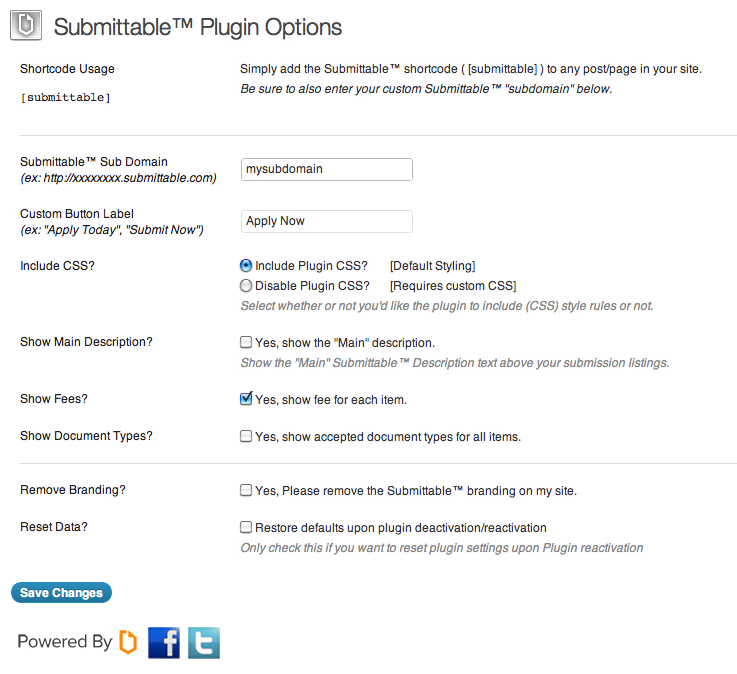 Submittable™ Plugin Options
Shortcode Usage
Simply add the Submittable™ shortcode ( [submittable] ) to any post/page in your site.
[submittable]
Be sure to also enter your custom Submittable™ "subdomain" below.
Submittable™ Sub Domain
mysubdomain
(ex: http://xxxxxxxx.submittable.com)
Custom Button Label
Apply Now
(ex: "Apply Today", "Submit Now")
Include CSS?
Include Plugin CSS? [Default Styling]
Disable Plugin CSS? [Requires custom CSS]
Select whether or not you'd like the plugin to include (CSS) style rules or not.
Show Main Description?
Yes, show the "Main" description.
Show the "Main" Submittable™ Description text above your submission listings.
Show Fees?
Yes, show fee for each item.
Show Document Types?
Yes, show accepted document types for all items.
Remove Branding?
Yes, Please remove the Submittable™ branding on my site.
Reset Data?
Restore defaults upon plugin deactivation/reactivation
Only check this if you want to reset plugin settings upon Plugin reactivation
Save Changes
Powered By